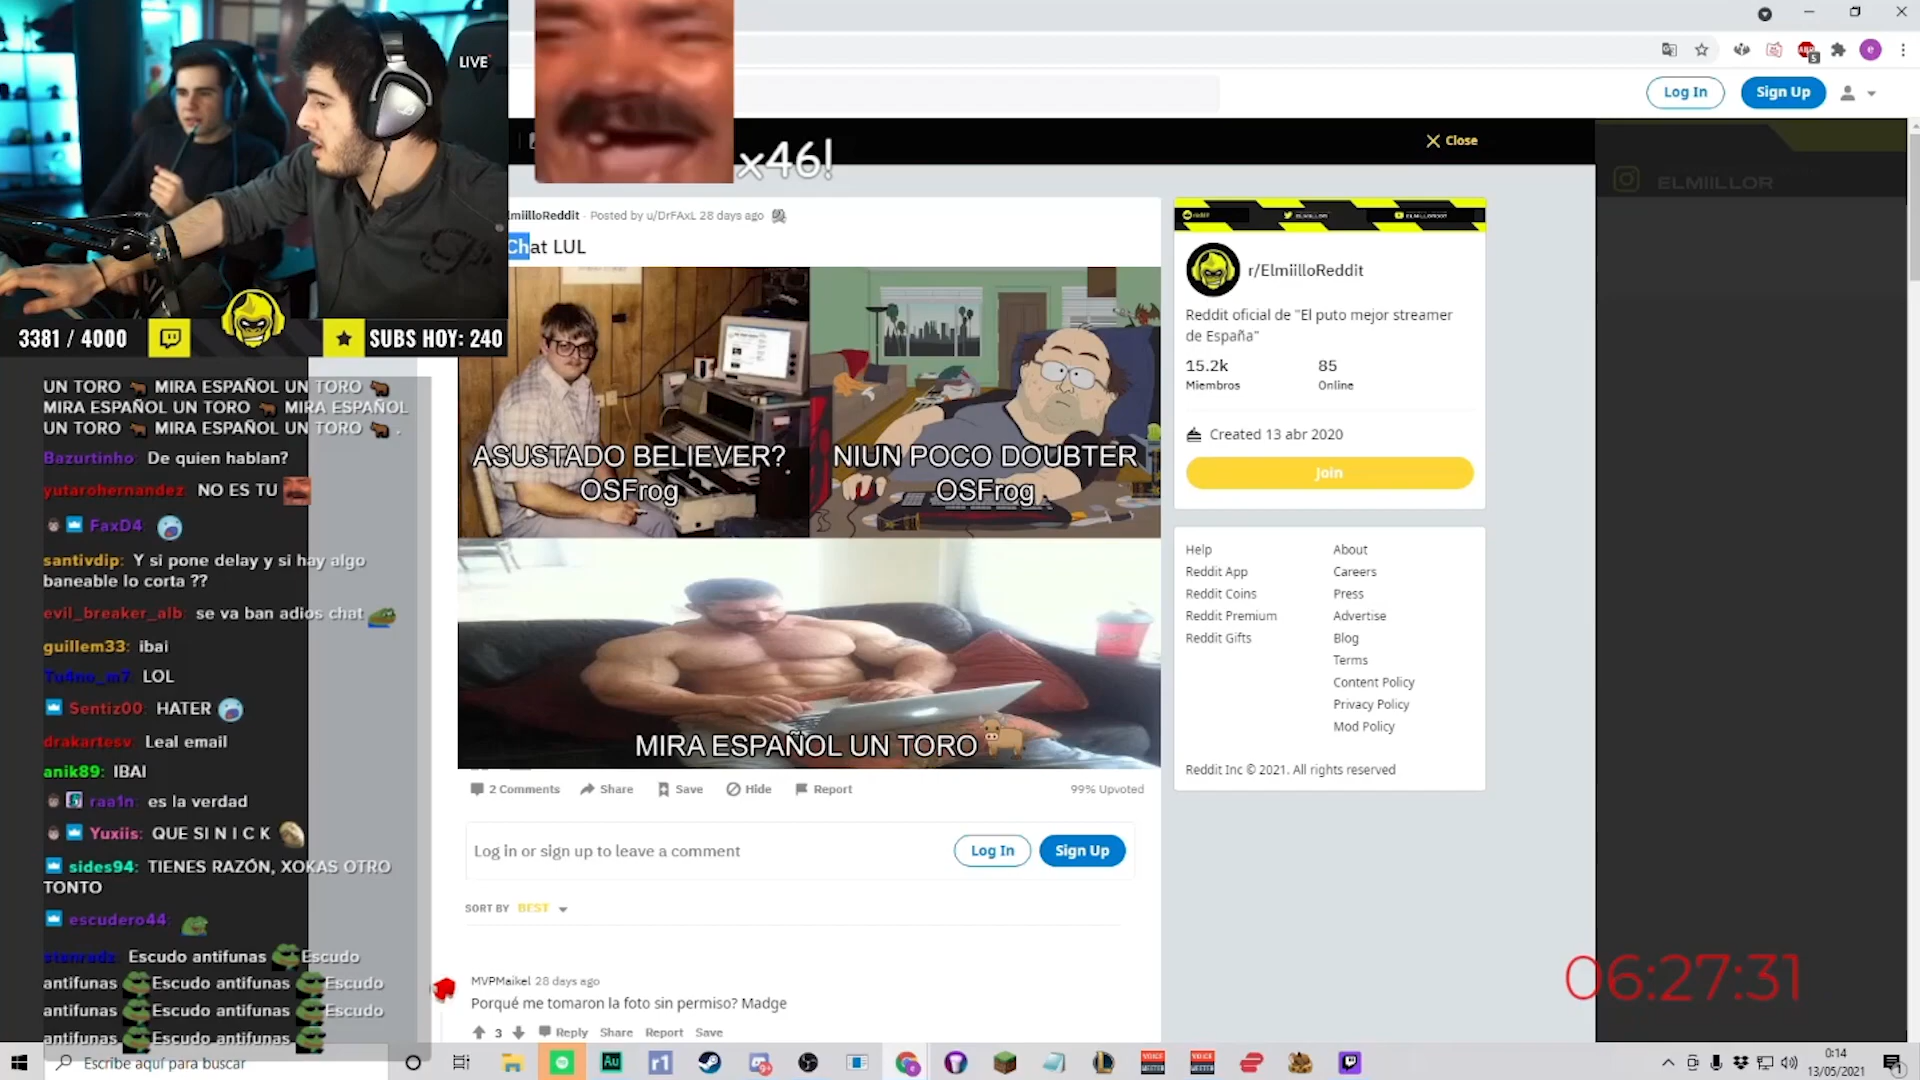 LIVE
x46!
Log In
Sign Up
Close
ELMIILLOR
lmiilloReddit · Posted by u/DrFAxL 28 days ago
Chat LUL
ASUSTADO BELIEVER?
OSFrog
NIUN POCO DOUBTER
OSFrog
MIRA ESPAÑOL UN TORO
2 Comments
Share
Save
Hide
Report
99% Upvoted
Log in or sign up to leave a comment
Log In
Sign Up
SORT BY BEST
MVPMaikel 28 days ago
Porqué me tomaron la foto sin permiso? Madge
3
Reply
Share
Report
Save
r/ElmiilloReddit
Reddit oficial de "El puto mejor streamer
de España"
15.2k
Miembros
85
Online
Created 13 abr 2020
Join
Help
Reddit App
Reddit Coins
Reddit Premium
Reddit Gifts
About
Careers
Press
Advertise
Blog
Terms
Content Policy
Privacy Policy
Mod Policy
Reddit Inc © 2021. All rights reserved
3381 / 4000
SUBS HOY: 240
UN TORO MIRA ESPAÑOL UN TORO
MIRA ESPAÑOL UN TORO MIRA ESPAÑOL
UN TORO MIRA ESPAÑOL UN TORO .
Bazurtinho: De quien hablan?
yutarohernandez: NO ES TU
FaxD4:
santivdip: Y si pone delay y si hay algo
baneable lo corta ??
evil_breaker_alb: se va ban adios chat
guillem33: ibai
Tu4no_m7: LOL
Sentiz00: HATER
drakartesv: Leal email
anik89: IBAI
raa1n: es la verdad
Yuxiis: QUE SI N I C K
sides94: TIENES RAZÓN, XOKAS OTRO
TONTO
escudero44:
Escudo antifunas Escudo
antifunas Escudo antifunas Escudo
antifunas Escudo antifunas Escudo
antifunas Escudo antifunas
06:27:31
Escribe aquí para buscar
0:14
13/05/2021